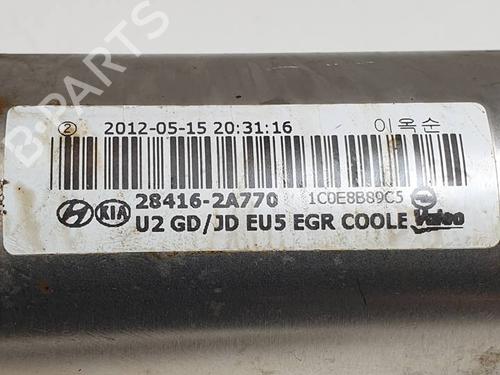 ② 2012-05-15 20:31:16 이옥순
KIA 28416-2A770 1C0E8B89C5
U2 GD/JD EU5 EGR COOLE Valeo
B-PARTS